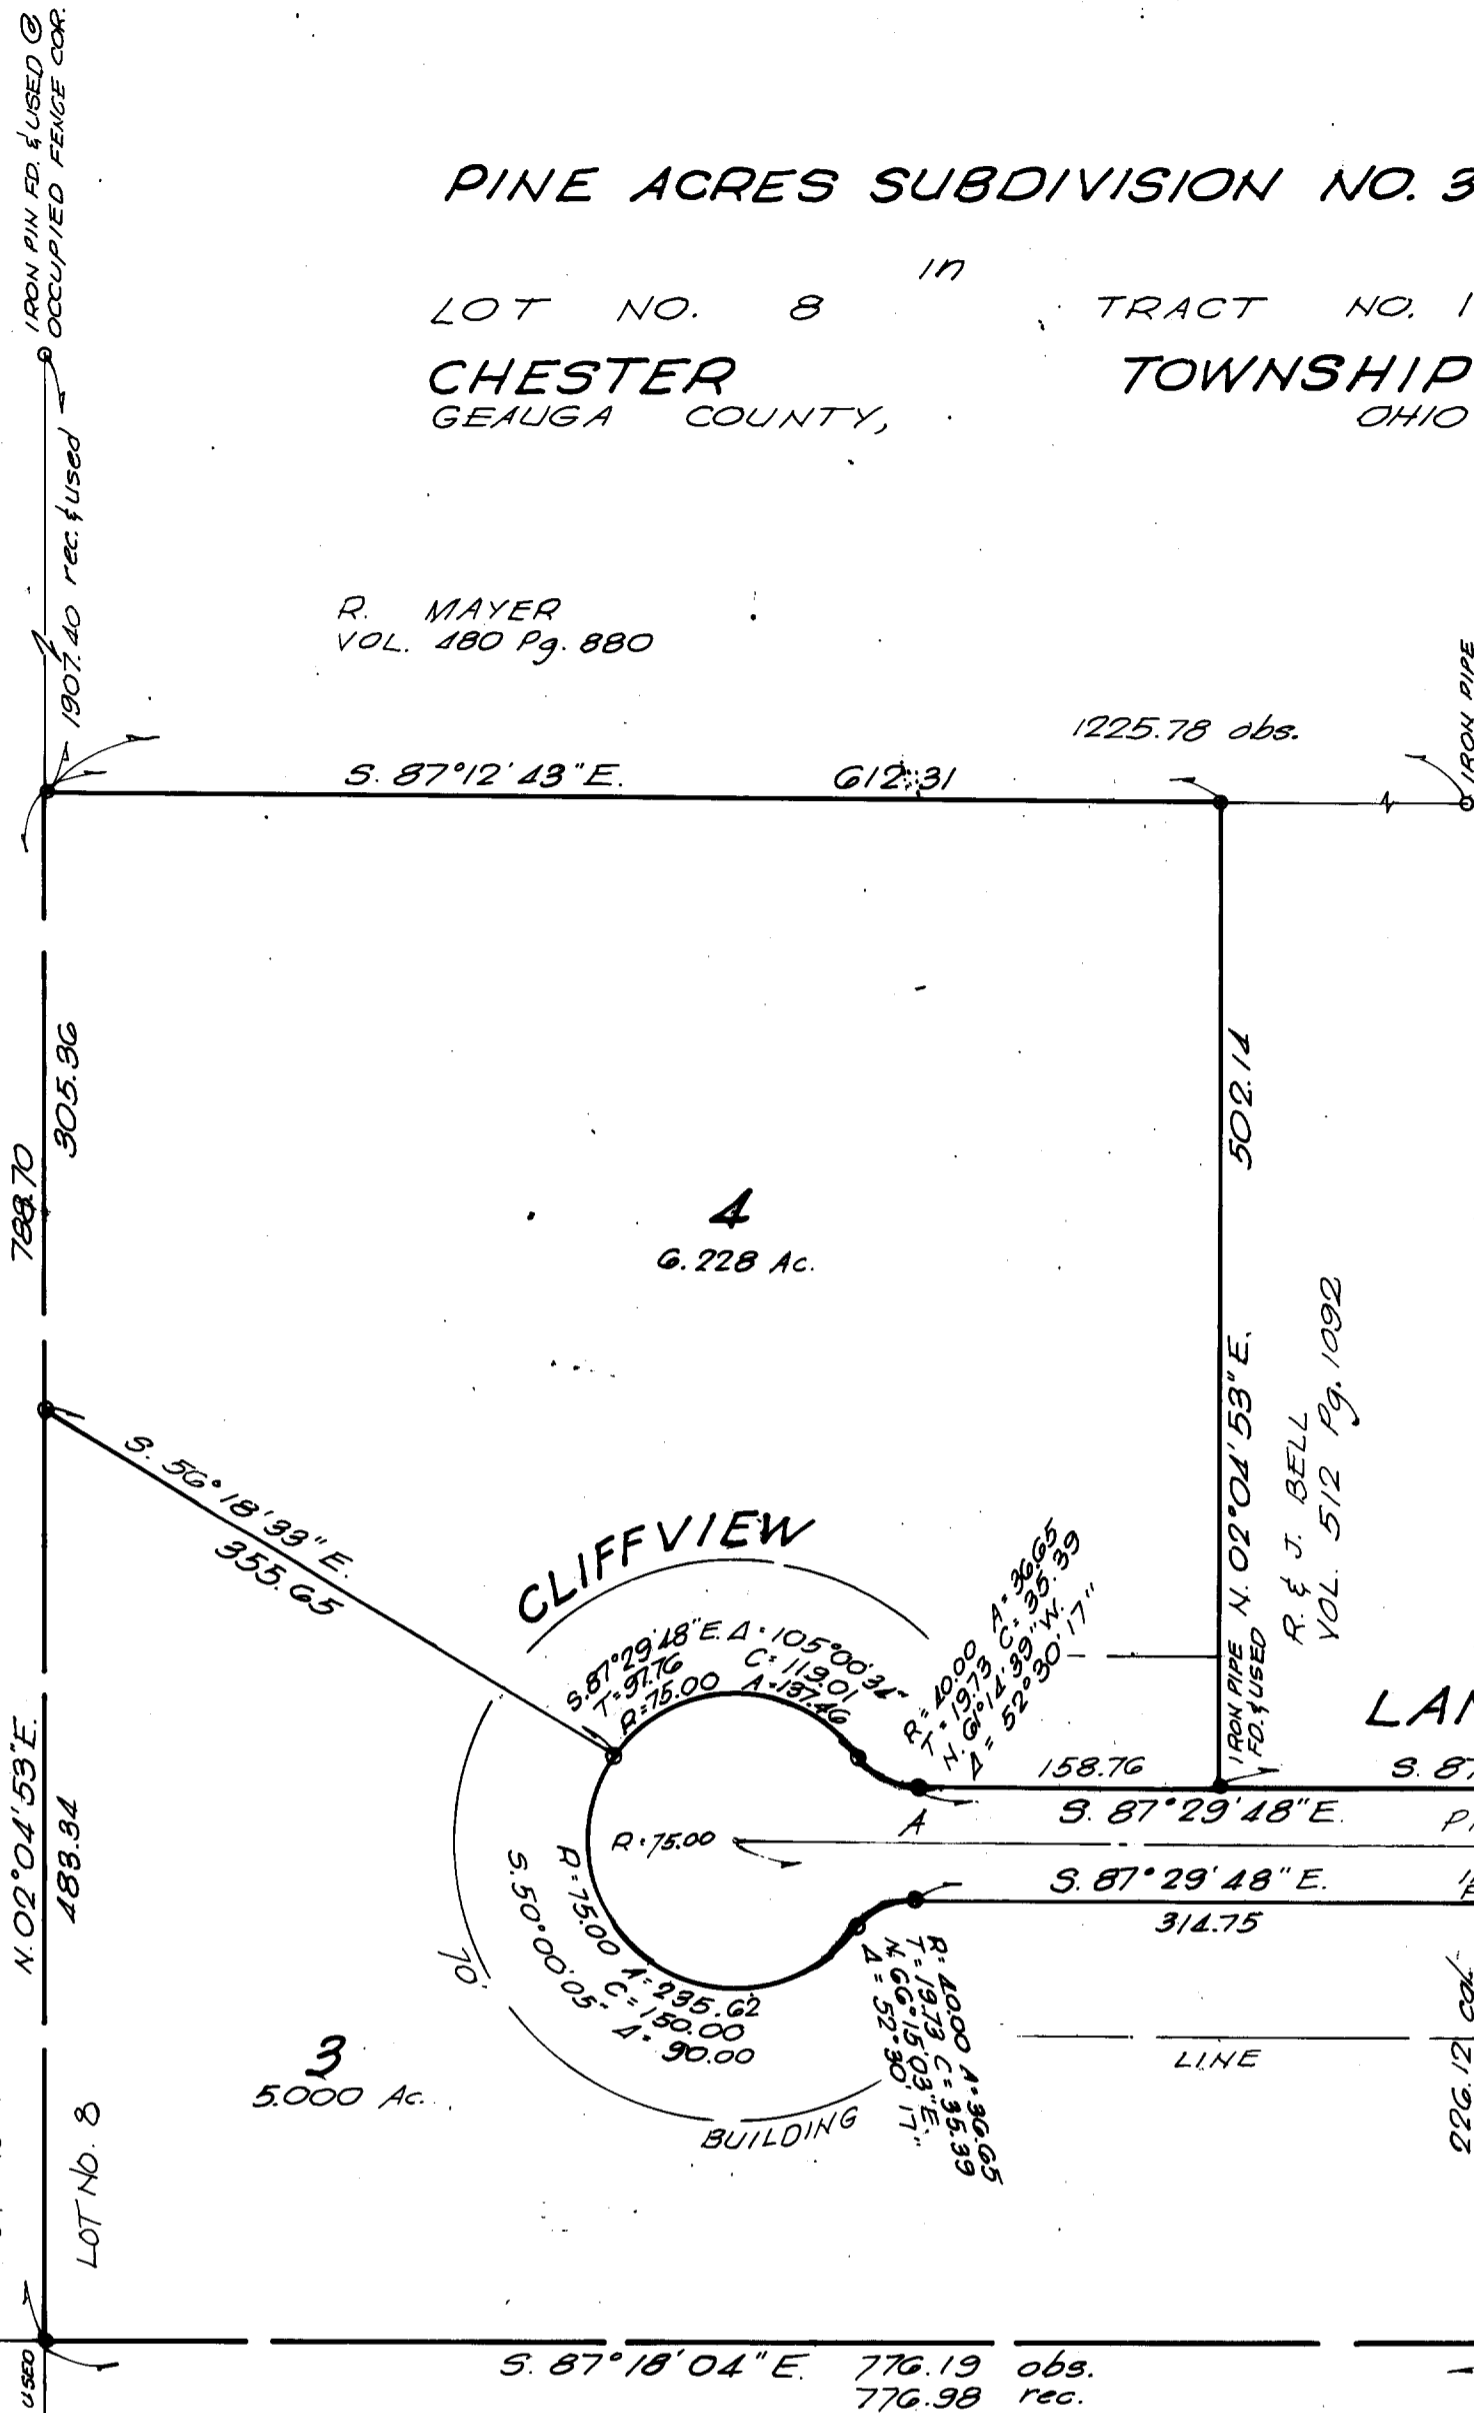 IRON PIN FD. & USED @
OCCUPIED FENCE COR.
PINE ACRES SUBDIVISION NO. 3
in
LOT NO. 8 TRACT NO. 1
CHESTER TOWNSHIP
GEAUGA COUNTY, OHIO
1907.40 rec. & used
R. MAYER
VOL. 480 Pg. 880
IRON PIPE
1225.78 obs.
S. 87°12'43"E. 612.31
305.36
788.70
502.14
4
6.228 Ac.
N. 02°04'53"E.
R. & J. BELL
VOL. 512 Pg. 1092
IRON PIPE
FD. & USED
S. 56°18'39"E.
355.65
CLIFFVIEW
LAN
S. 87°29'48"E. Δ=105°00'34"
T=97.76 C=119.01
R=75.00 A=137.46
R=40.00 A=36.65
T=19.73 C=35.39
N. 61°14'39"W.
Δ=52°30'17"
158.76
S. 87
S. 87°29'48"E.
A
R=75.00
S. 87°29'48"E.
314.75
N. 02°04'53"E.
483.34
R=75.00 A=235.62
C=150.00
S. 50°00'05" Δ=
90.00
70'
R=40.00 A=36.65
T=19.73 C=35.39
N. 66°15'03"E.
Δ=52°30'17"
BUILDING
LINE
226.12 cal.
3
5.000 Ac.
LOT NO. 8
USED
S. 87°18'04"E. 776.19 obs.
776.98 rec.